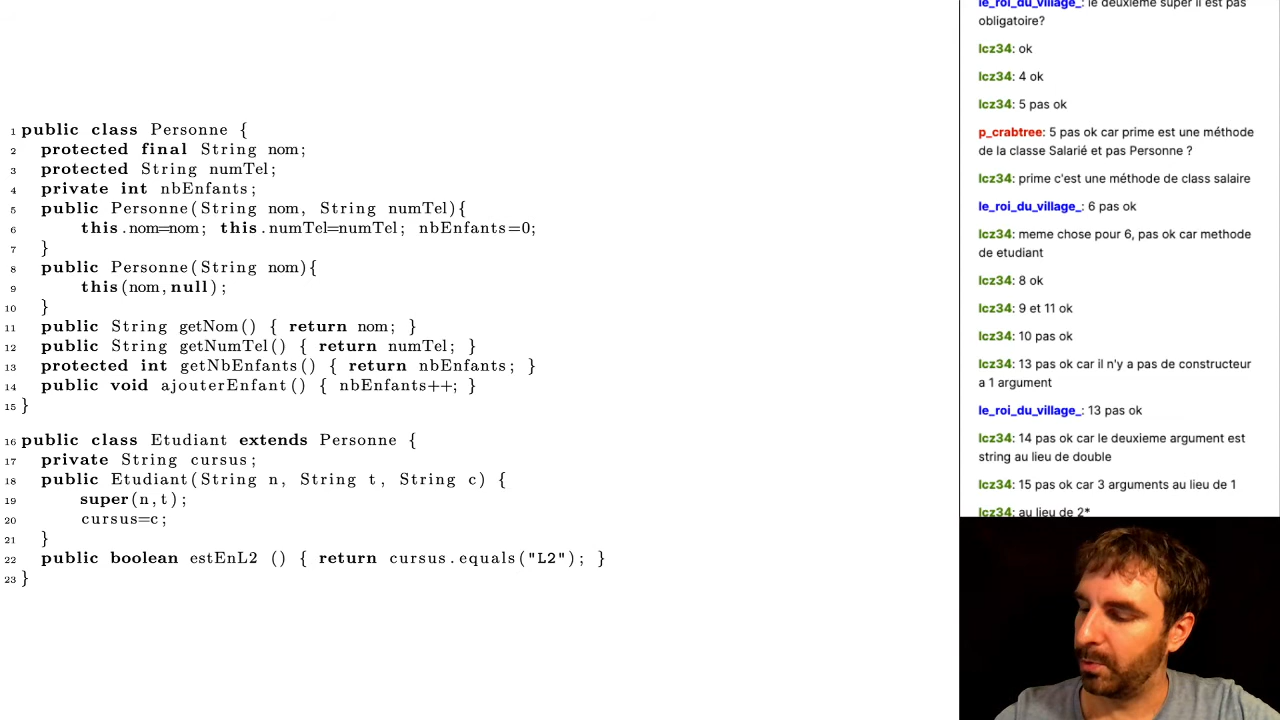 1 public class Personne {
2 protected final String nom;
3 protected String numTel;
4 private int nbEnfants;
5 public Personne(String nom, String numTel){
6 this.nom=nom; this.numTel=numTel; nbEnfants=0;
7 }
8 public Personne(String nom){
9 this(nom,null);
10 }
11 public String getNom() { return nom; }
12 public String getNumTel() { return numTel; }
13 protected int getNbEnfants() { return nbEnfants; }
14 public void ajouterEnfant() { nbEnfants++; }
15 }
16 public class Etudiant extends Personne {
17 private String cursus;
18 public Etudiant(String n, String t, String c) {
19 super(n,t);
20 cursus=c;
21 }
22 public boolean estEnL2 () { return cursus.equals("L2"); }
23 }
le_roi_du_village_: le deuxième super il est pas
obligatoire?
lcz34: ok
lcz34: 4 ok
lcz34: 5 pas ok
p_crabtree: 5 pas ok car prime est une méthode
de la classe Salarié et pas Personne ?
lcz34: prime c'est une méthode de class salaire
le_roi_du_village_: 6 pas ok
lcz34: meme chose pour 6, pas ok car methode
de etudiant
lcz34: 8 ok
lcz34: 9 et 11 ok
lcz34: 10 pas ok
lcz34: 13 pas ok car il n'y a pas de constructeur
a 1 argument
le_roi_du_village_: 13 pas ok
lcz34: 14 pas ok car le deuxieme argument est
string au lieu de double
lcz34: 15 pas ok car 3 arguments au lieu de 1
lcz34: au lieu de 2*